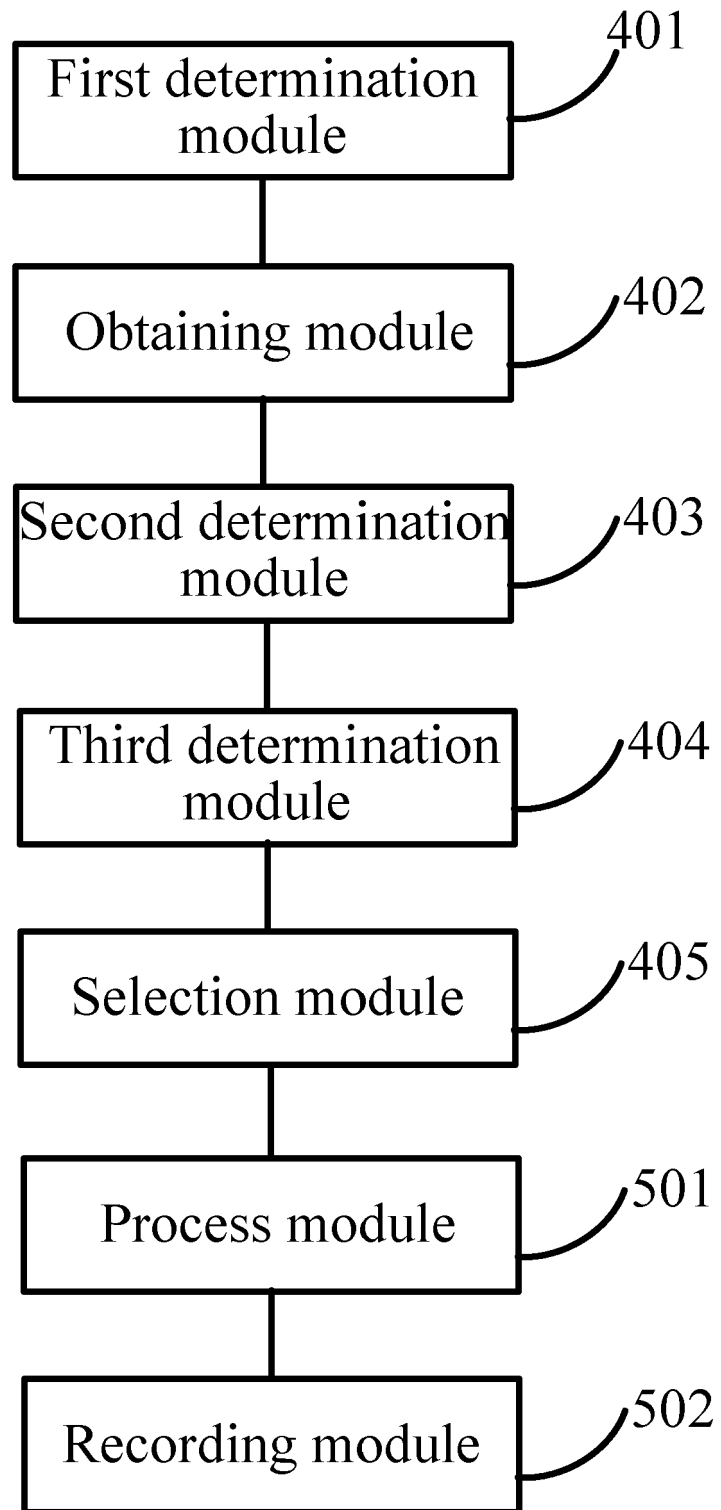 401
First determination
module
402
Obtaining module
403
Second determination
module
404
Third determination
module
405
Selection module
501
Process module
502
Recording module